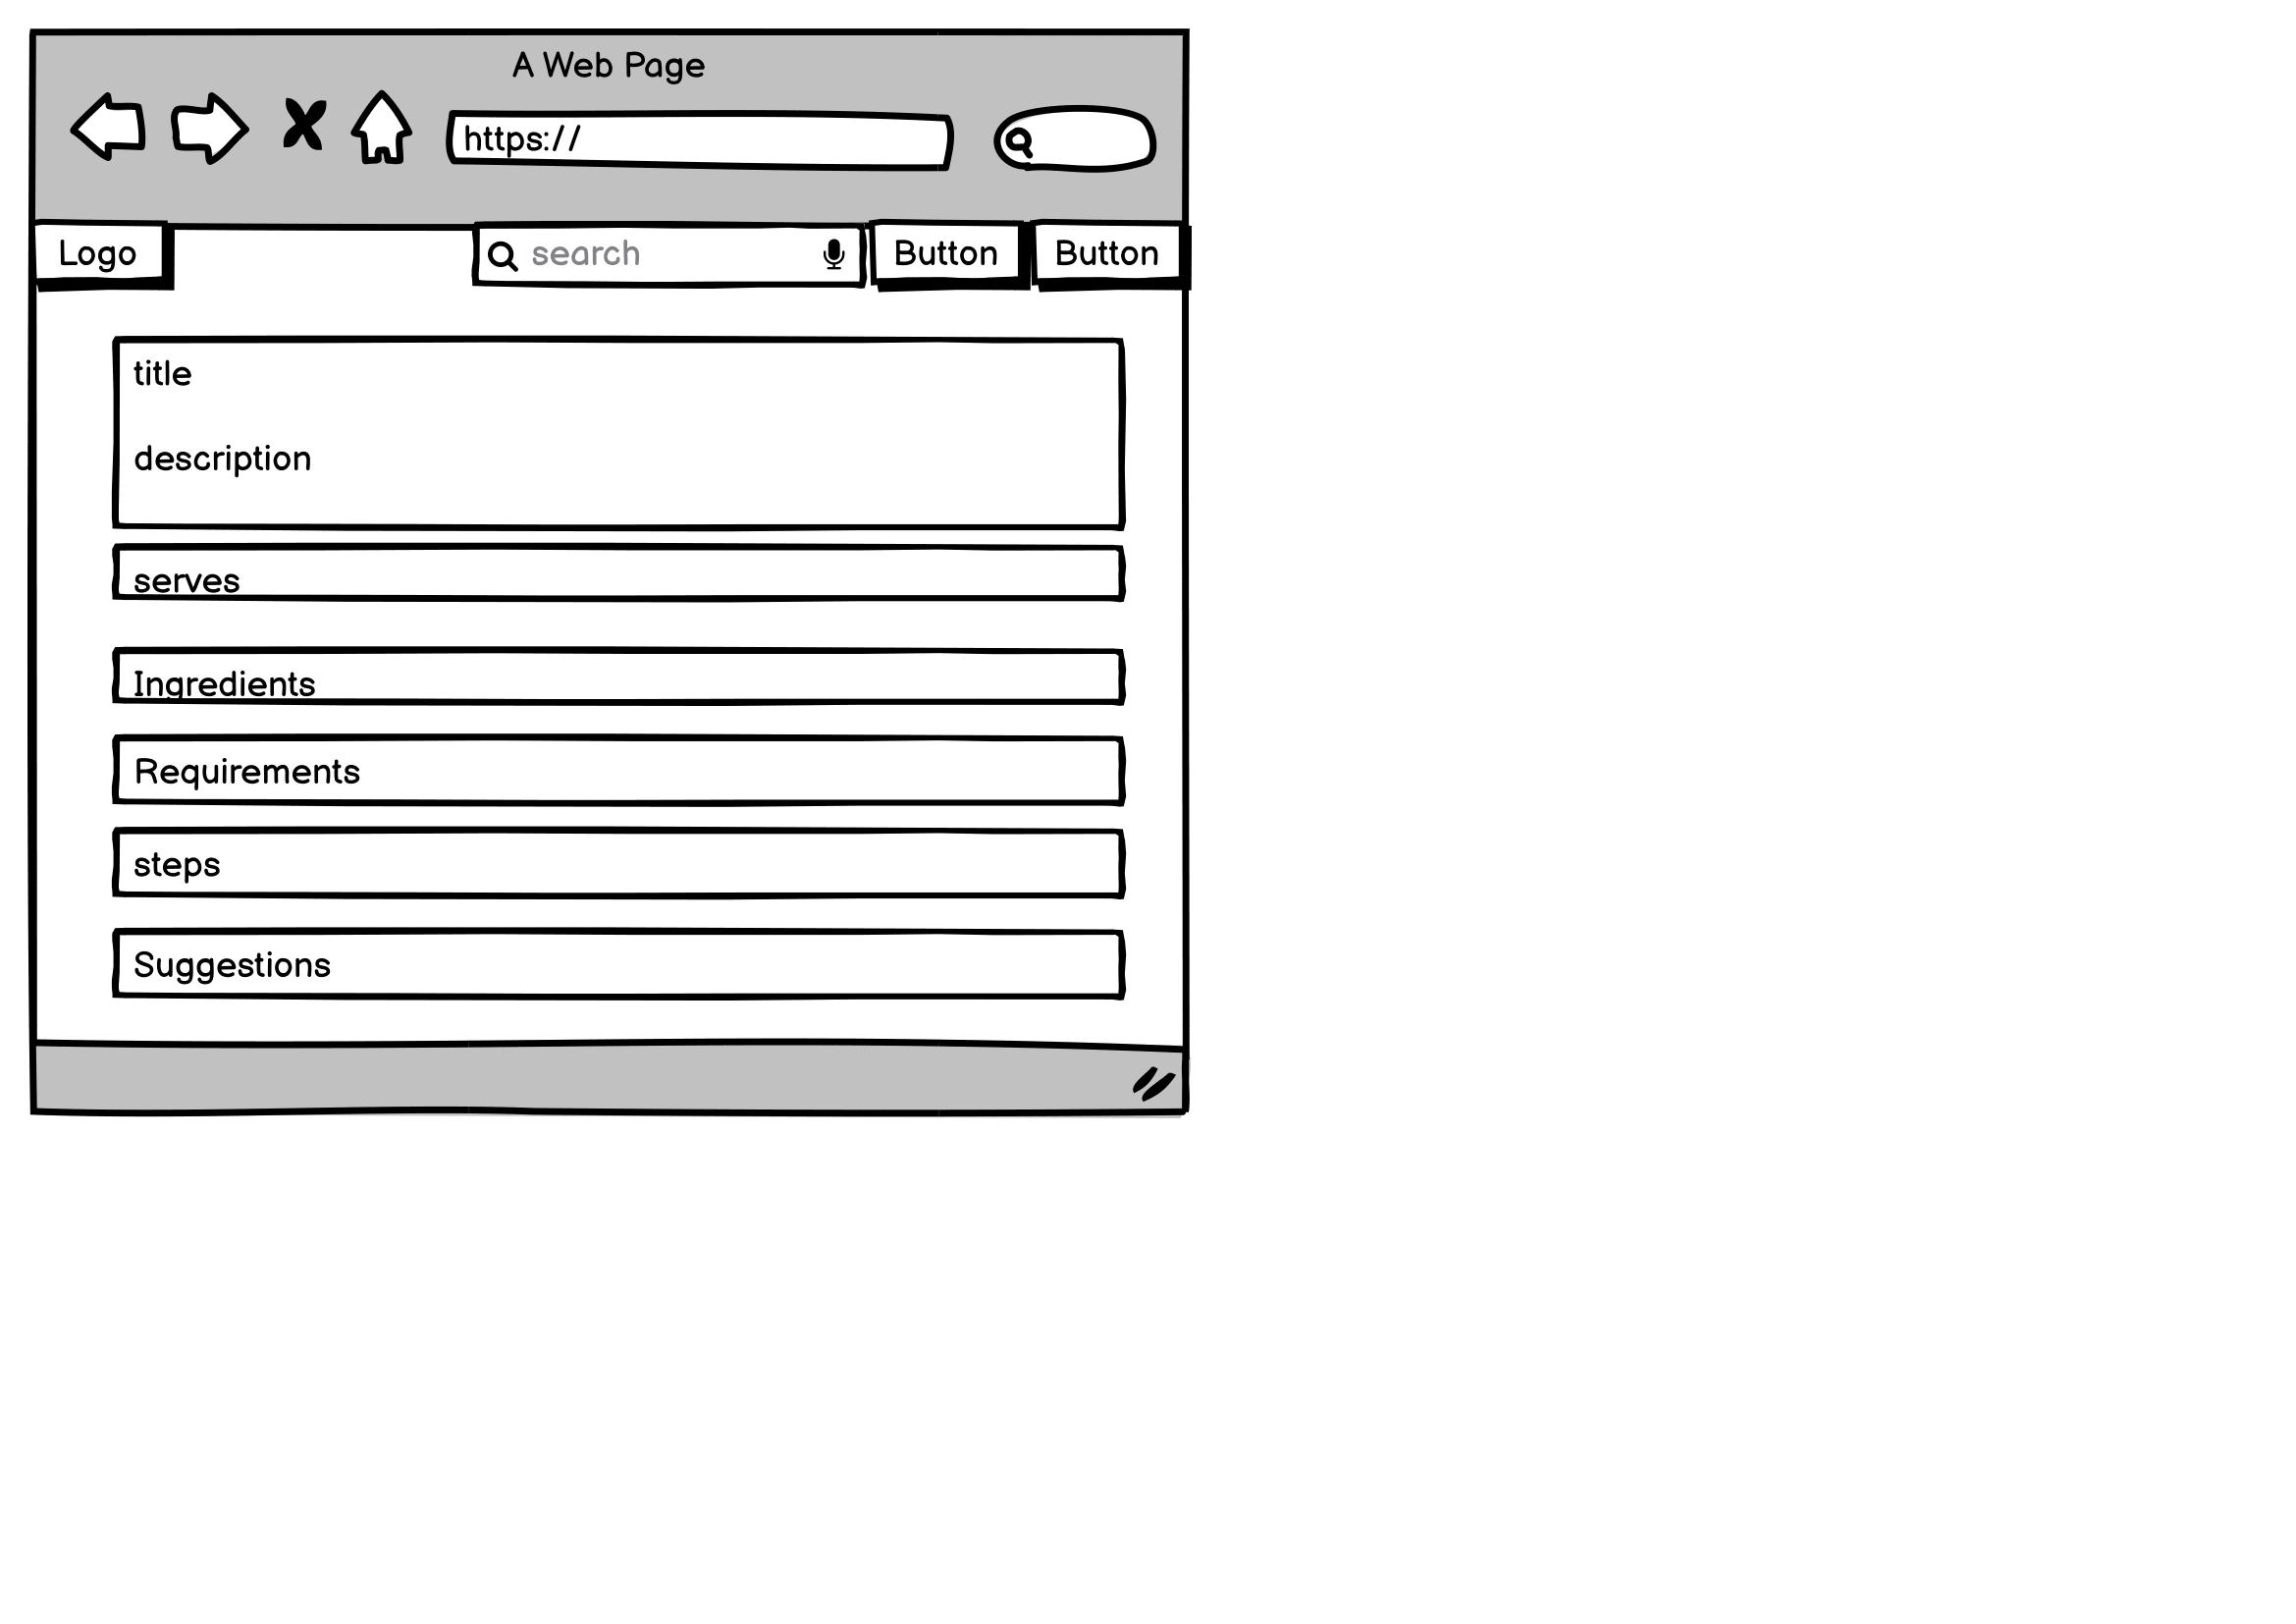 A Web Page
https://
Logo
search
Button
Button
title
description
serves
Ingredients
Requirements
steps
Suggestions